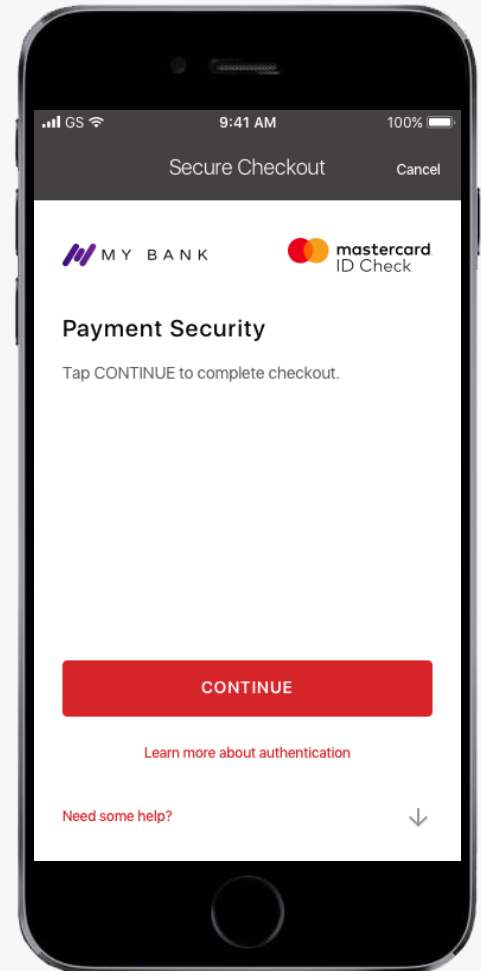 GS 9:41 AM 100%
Secure Checkout Cancel
MY BANK mastercard
ID Check
Payment Security
Tap CONTINUE to complete checkout.
CONTINUE
Learn more about authentication
Need some help?